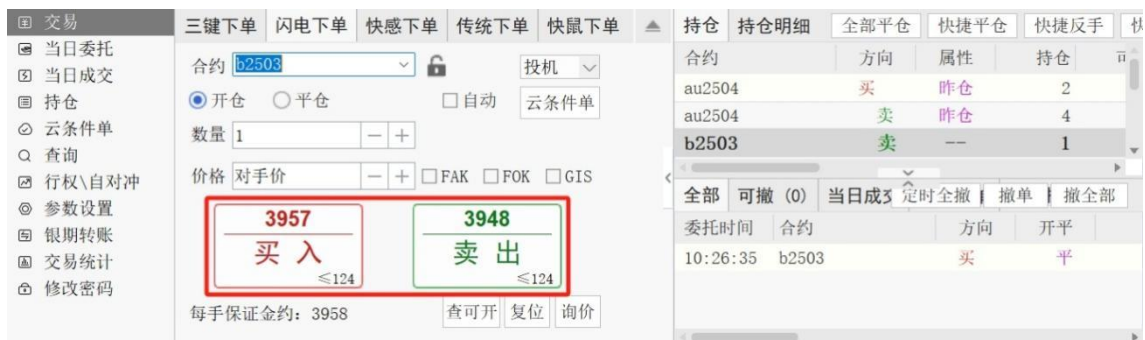 交易
当日委托
当日成交
持仓
云条件单
查询
行权\自对冲
参数设置
银期转账
交易统计
修改密码
三键下单 闪电下单 快感下单 传统下单 快鼠下单
合约 b2503 投机
开仓 平仓 自动 云条件单
数量 1
价格 对手价 FAK FOK GIS
3957 3948
买 入 卖 出
≤124 ≤124
每手保证金约: 3958 查可开 复位 询价
持仓 持仓明细 全部平仓 快捷平仓 快捷反手
合约 方向 属性 持仓
au2504 买 昨仓 2
au2504 卖 昨仓 4
b2503 卖 -- 1
全部 可撤 (0) 当日成交 定时全撤 撤单 撤全部
委托时间 合约 方向 开平
10:26:35 b2503 买 平